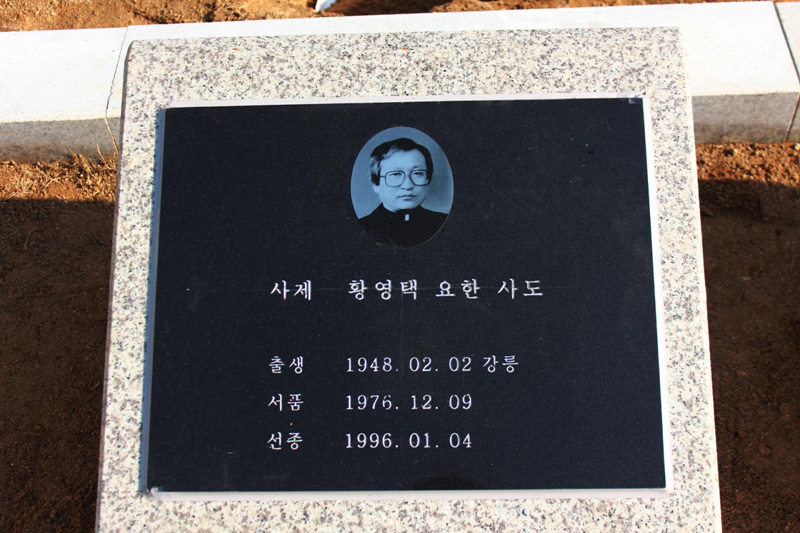 사제 황영택 요한 사도
출생 1948. 02. 02 강릉
서품 1976. 12. 09
선종 1996. 01. 04